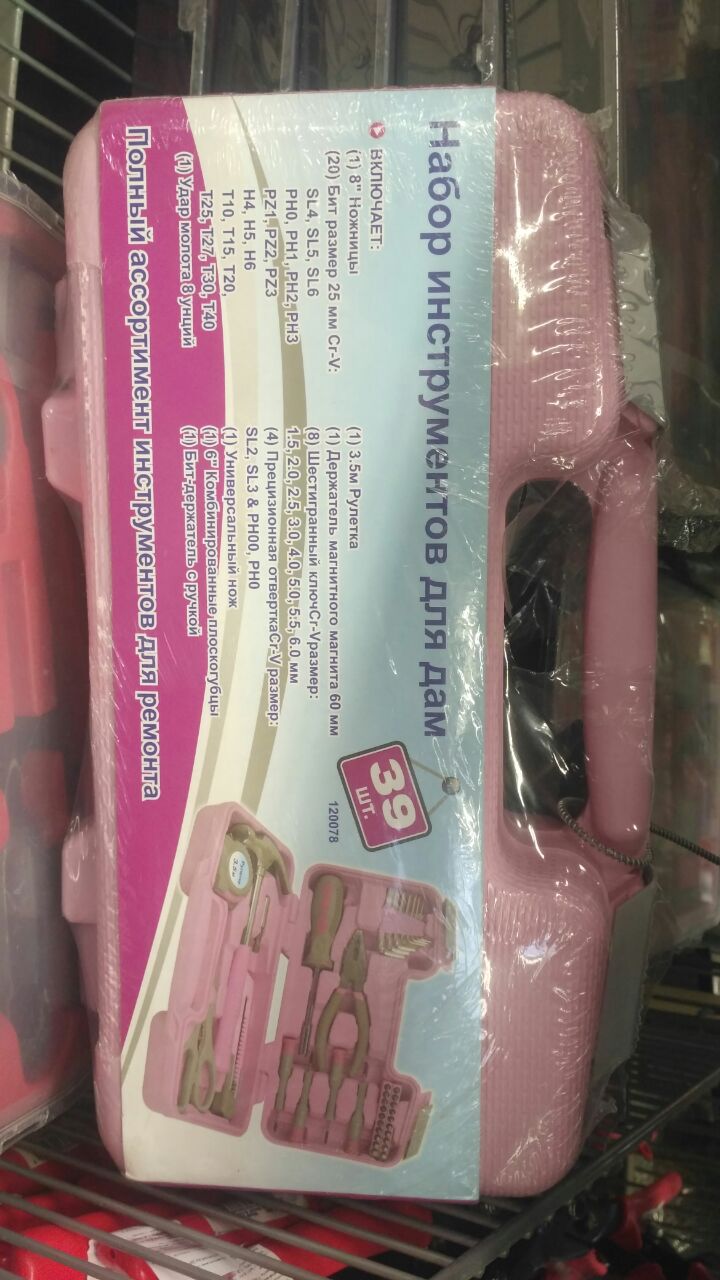 Набор инструментов для дам
ВКЛЮЧАЕТ:
(1) 8" Ножницы
(20) Бит размер 25 мм Cr-V:
SL4, SL5, SL6
PH0, PH1, PH2, PH3
PZ1, PZ2, PZ3
H4, H5, H6
T10, T15, T20,
T25, T27, T30, T40
(1) Удар молота 8 унций
(1) 3.5м Рулетка
(1) Держатель магнитного магнита 60 мм
(8) Шестигранный ключCr-Vразмер:
1.5, 2.0, 2.5, 3.0, 4.0, 5.0, 5.5, 6.0 мм
(4) Прецизионная отверткаCr-V размер:
SL2, SL3 & PH00, PH0
(1) Универсальный нож
(1) 6" Комбинированные плоскогубцы
(1) Бит-держатель с ручкой
39
шт.
120078
Полный ассортимент инструментов для ремонта